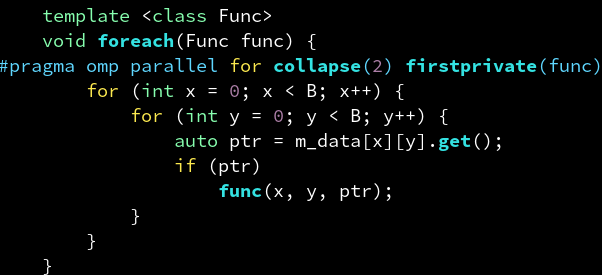 template <class Func>
void foreach(Func func) {
#pragma omp parallel for collapse(2) firstprivate(func)
for (int x = 0; x < B; x++) {
for (int y = 0; y < B; y++) {
auto ptr = m_data[x][y].get();
if (ptr)
func(x, y, ptr);
}
}
}